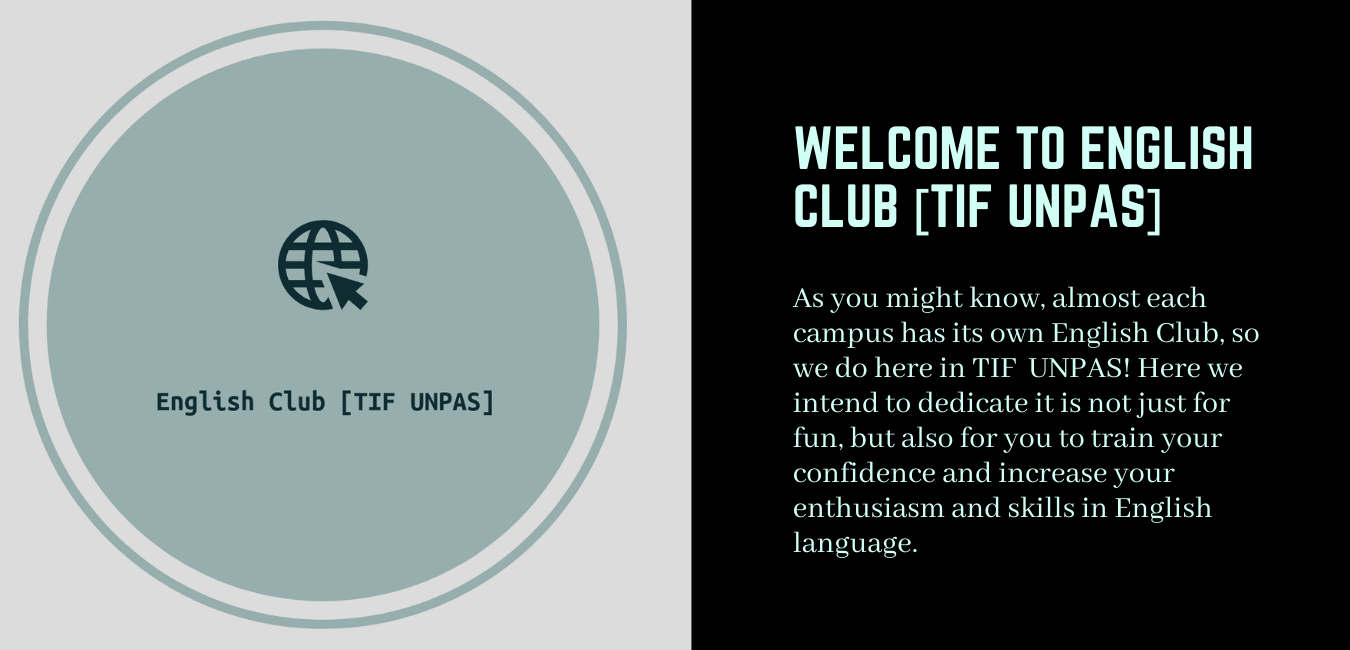 English Club [TIF UNPAS]
WELCOME TO ENGLISH
CLUB [TIF UNPAS]
As you might know, almost each
campus has its own English Club, so
we do here in TIF  UNPAS! Here we
intend to dedicate it is not just for
fun, but also for you to train your
confidence and increase your
enthusiasm and skills in English
language.